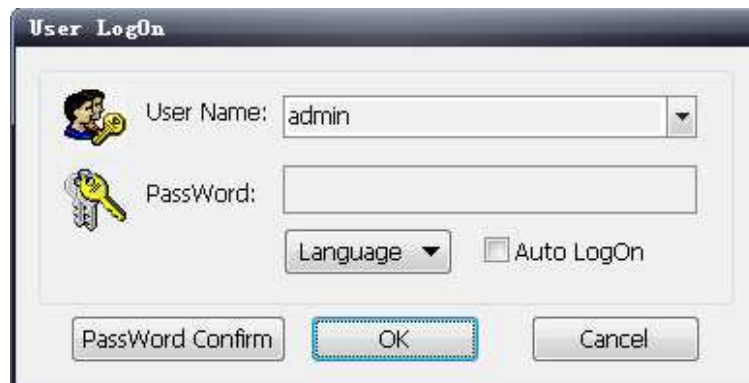 User LogOn
User Name: admin
PassWord:
Language Auto LogOn
PassWord Confirm OK Cancel